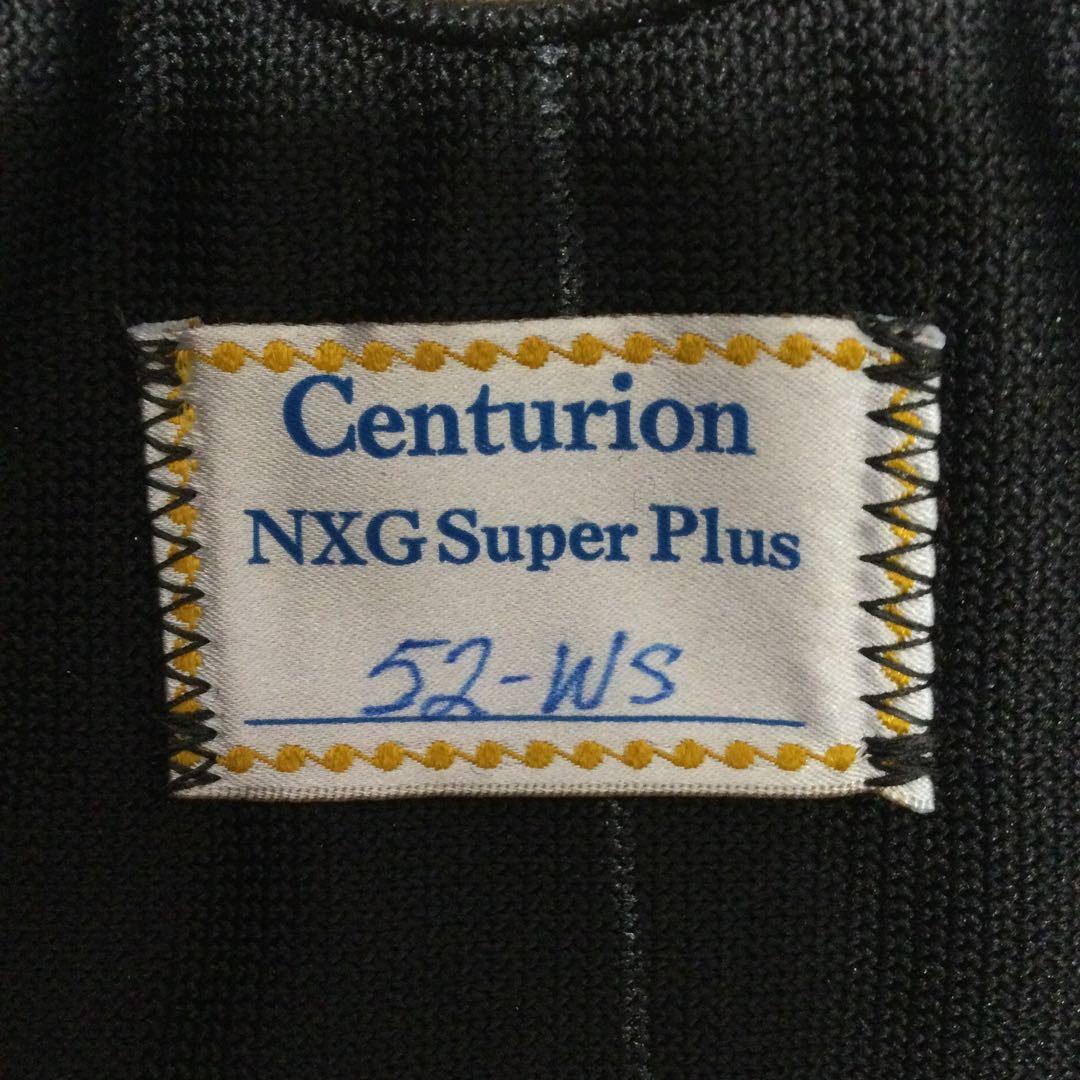 Centurion
NXG Super Plus
52-WS